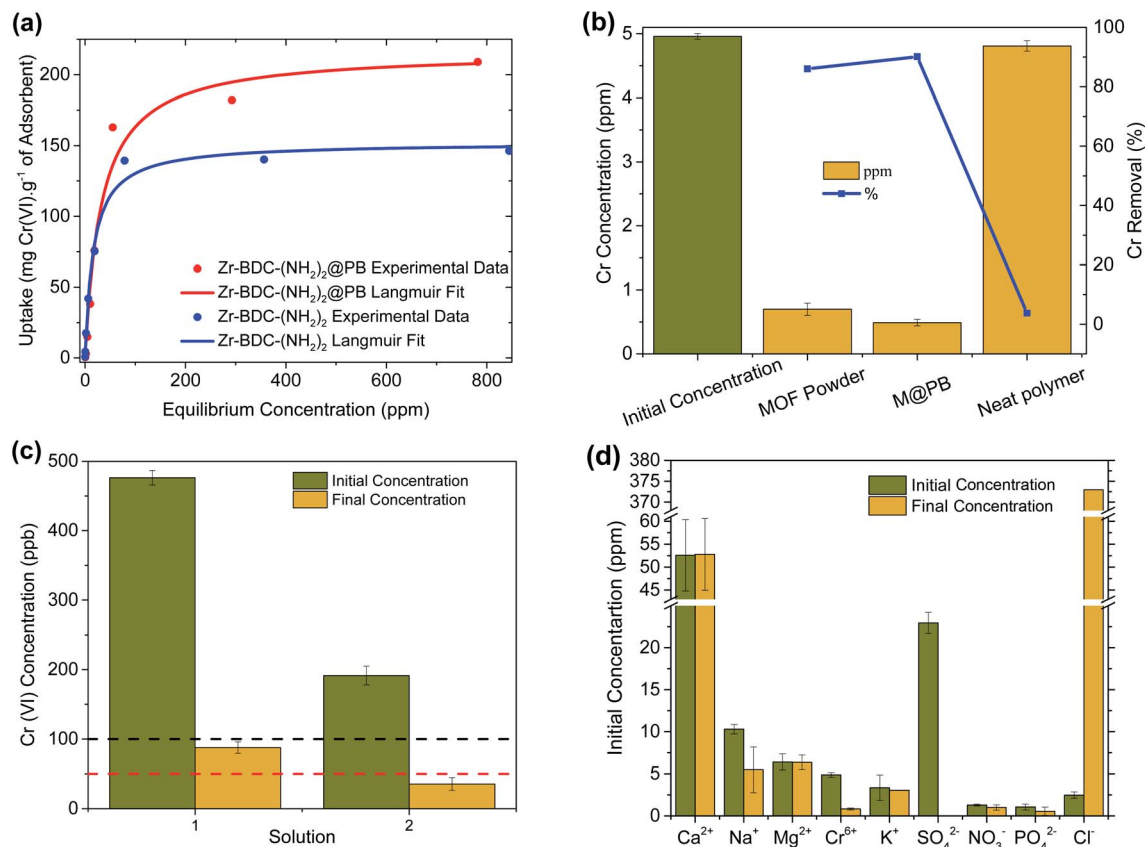 (a)
Uptake (mg Cr(VI).g⁻¹ of Adsorbent)
200
150
100
50
0
Zr-BDC-(NH₂)₂@PB Experimental Data
Zr-BDC-(NH₂)₂@PB Langmuir Fit
Zr-BDC-(NH₂)₂ Experimental Data
Zr-BDC-(NH₂)₂ Langmuir Fit
0 200 400 600 800
Equilibrium Concentration (ppm)
(b)
Cr Concentration (ppm)
5
4
3
2
1
0
ppm
%
100
80
60
40
20
0
Cr Removal (%)
Initial Concentration
MOF Powder
M@PB
Neat polymer
(c)
Cr (VI) Concentration (ppb)
500
400
300
200
100
0
Initial Concentration
Final Concentration
1 2
Solution
(d)
Initial Concentartion (ppm)
380
375
370
60
55
50
45
20
15
10
5
0
Initial Concentration
Final Concentration
Ca²⁺ Na⁺ Mg²⁺ Cr⁶⁺ K⁺ SO₄²⁻ NO₃⁻ PO₄²⁻ Cl⁻